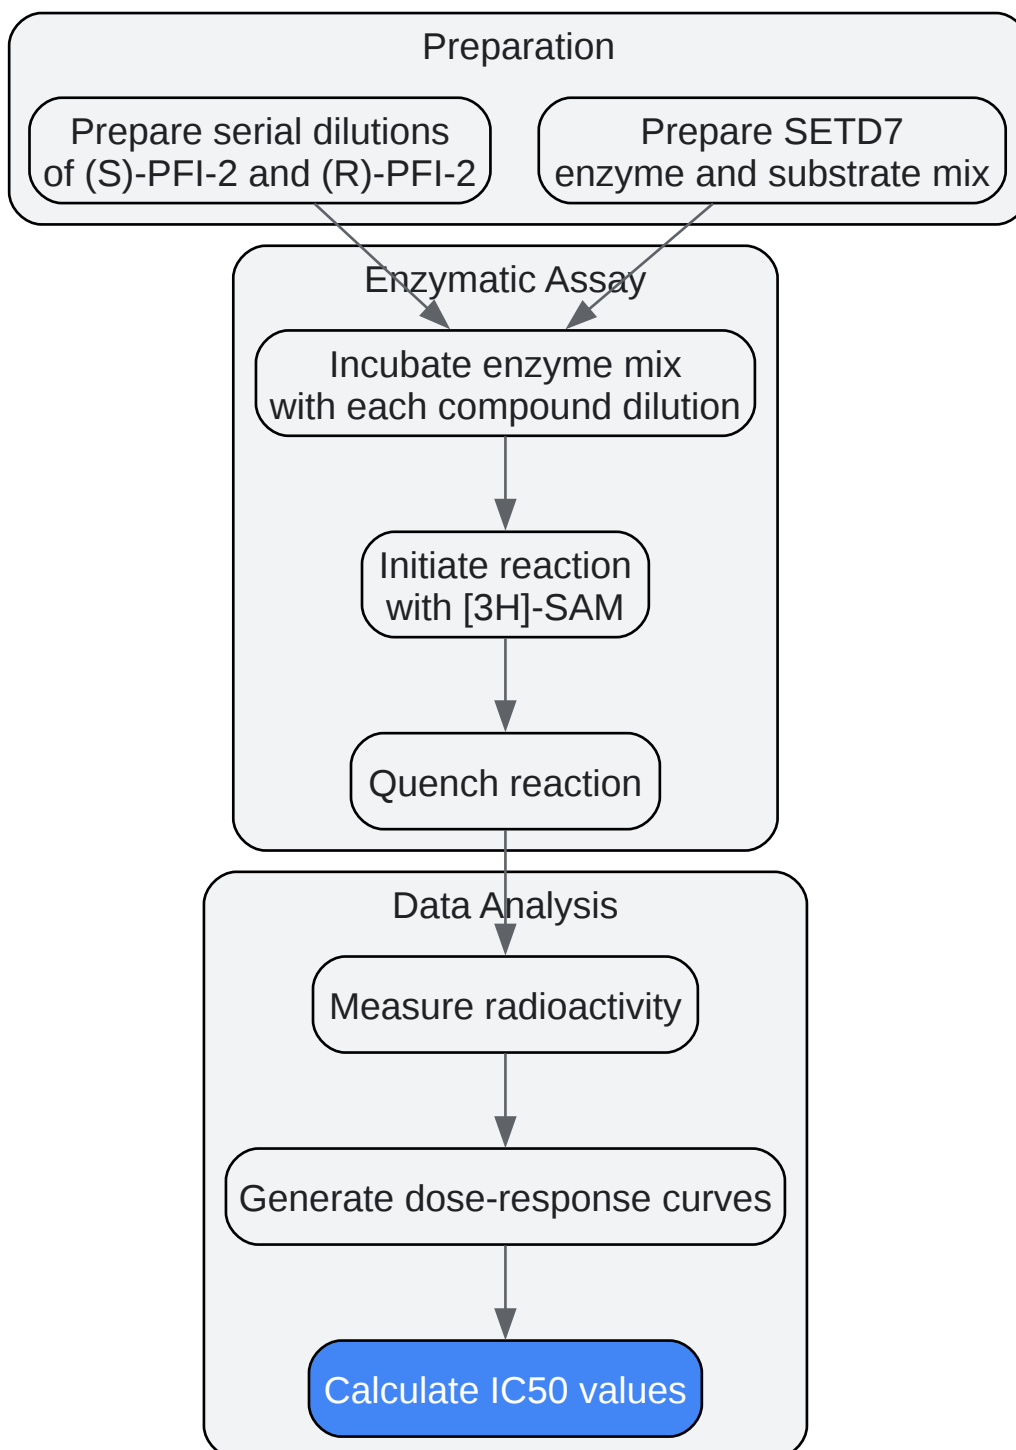 Preparation
Prepare serial dilutions
of (S)-PFI-2 and (R)-PFI-2
Prepare SETD7
enzyme and substrate mix
Enzymatic Assay
Incubate enzyme mix
with each compound dilution
Initiate reaction
with [3H]-SAM
Quench reaction
Data Analysis
Measure radioactivity
Generate dose-response curves
Calculate IC50 values